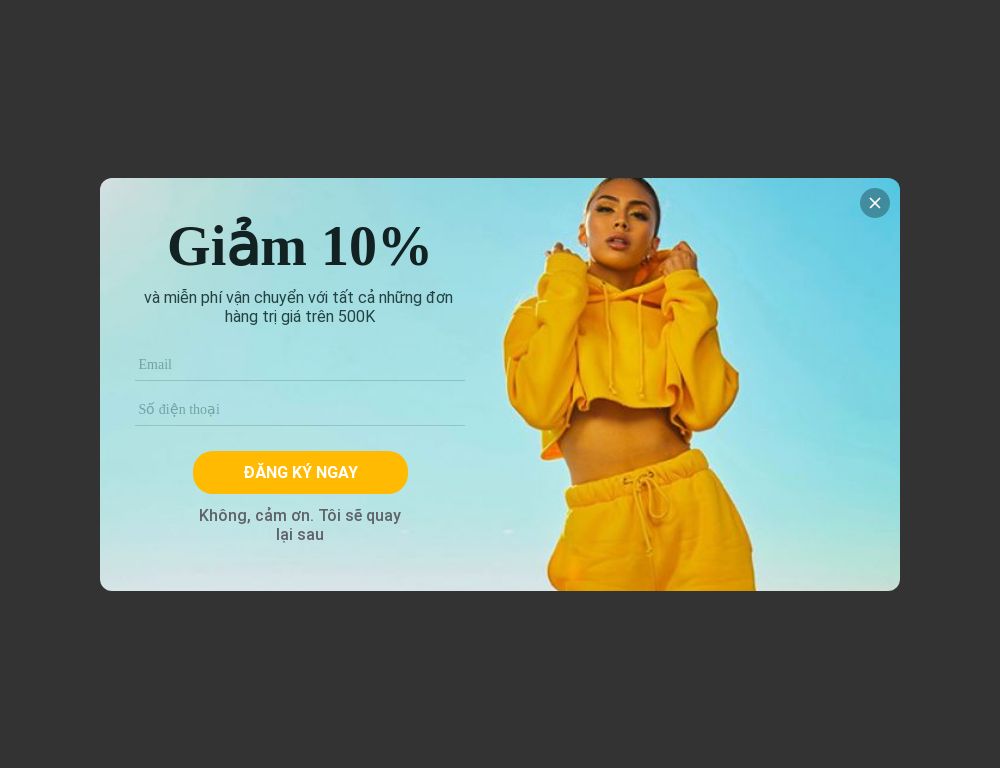 Giảm 10%
và miễn phí vận chuyển với tất cả những đơn
hàng trị giá trên 500K
Email
Số điện thoại
ĐĂNG KÝ NGAY
Không, cảm ơn. Tôi sẽ quay
lại sau